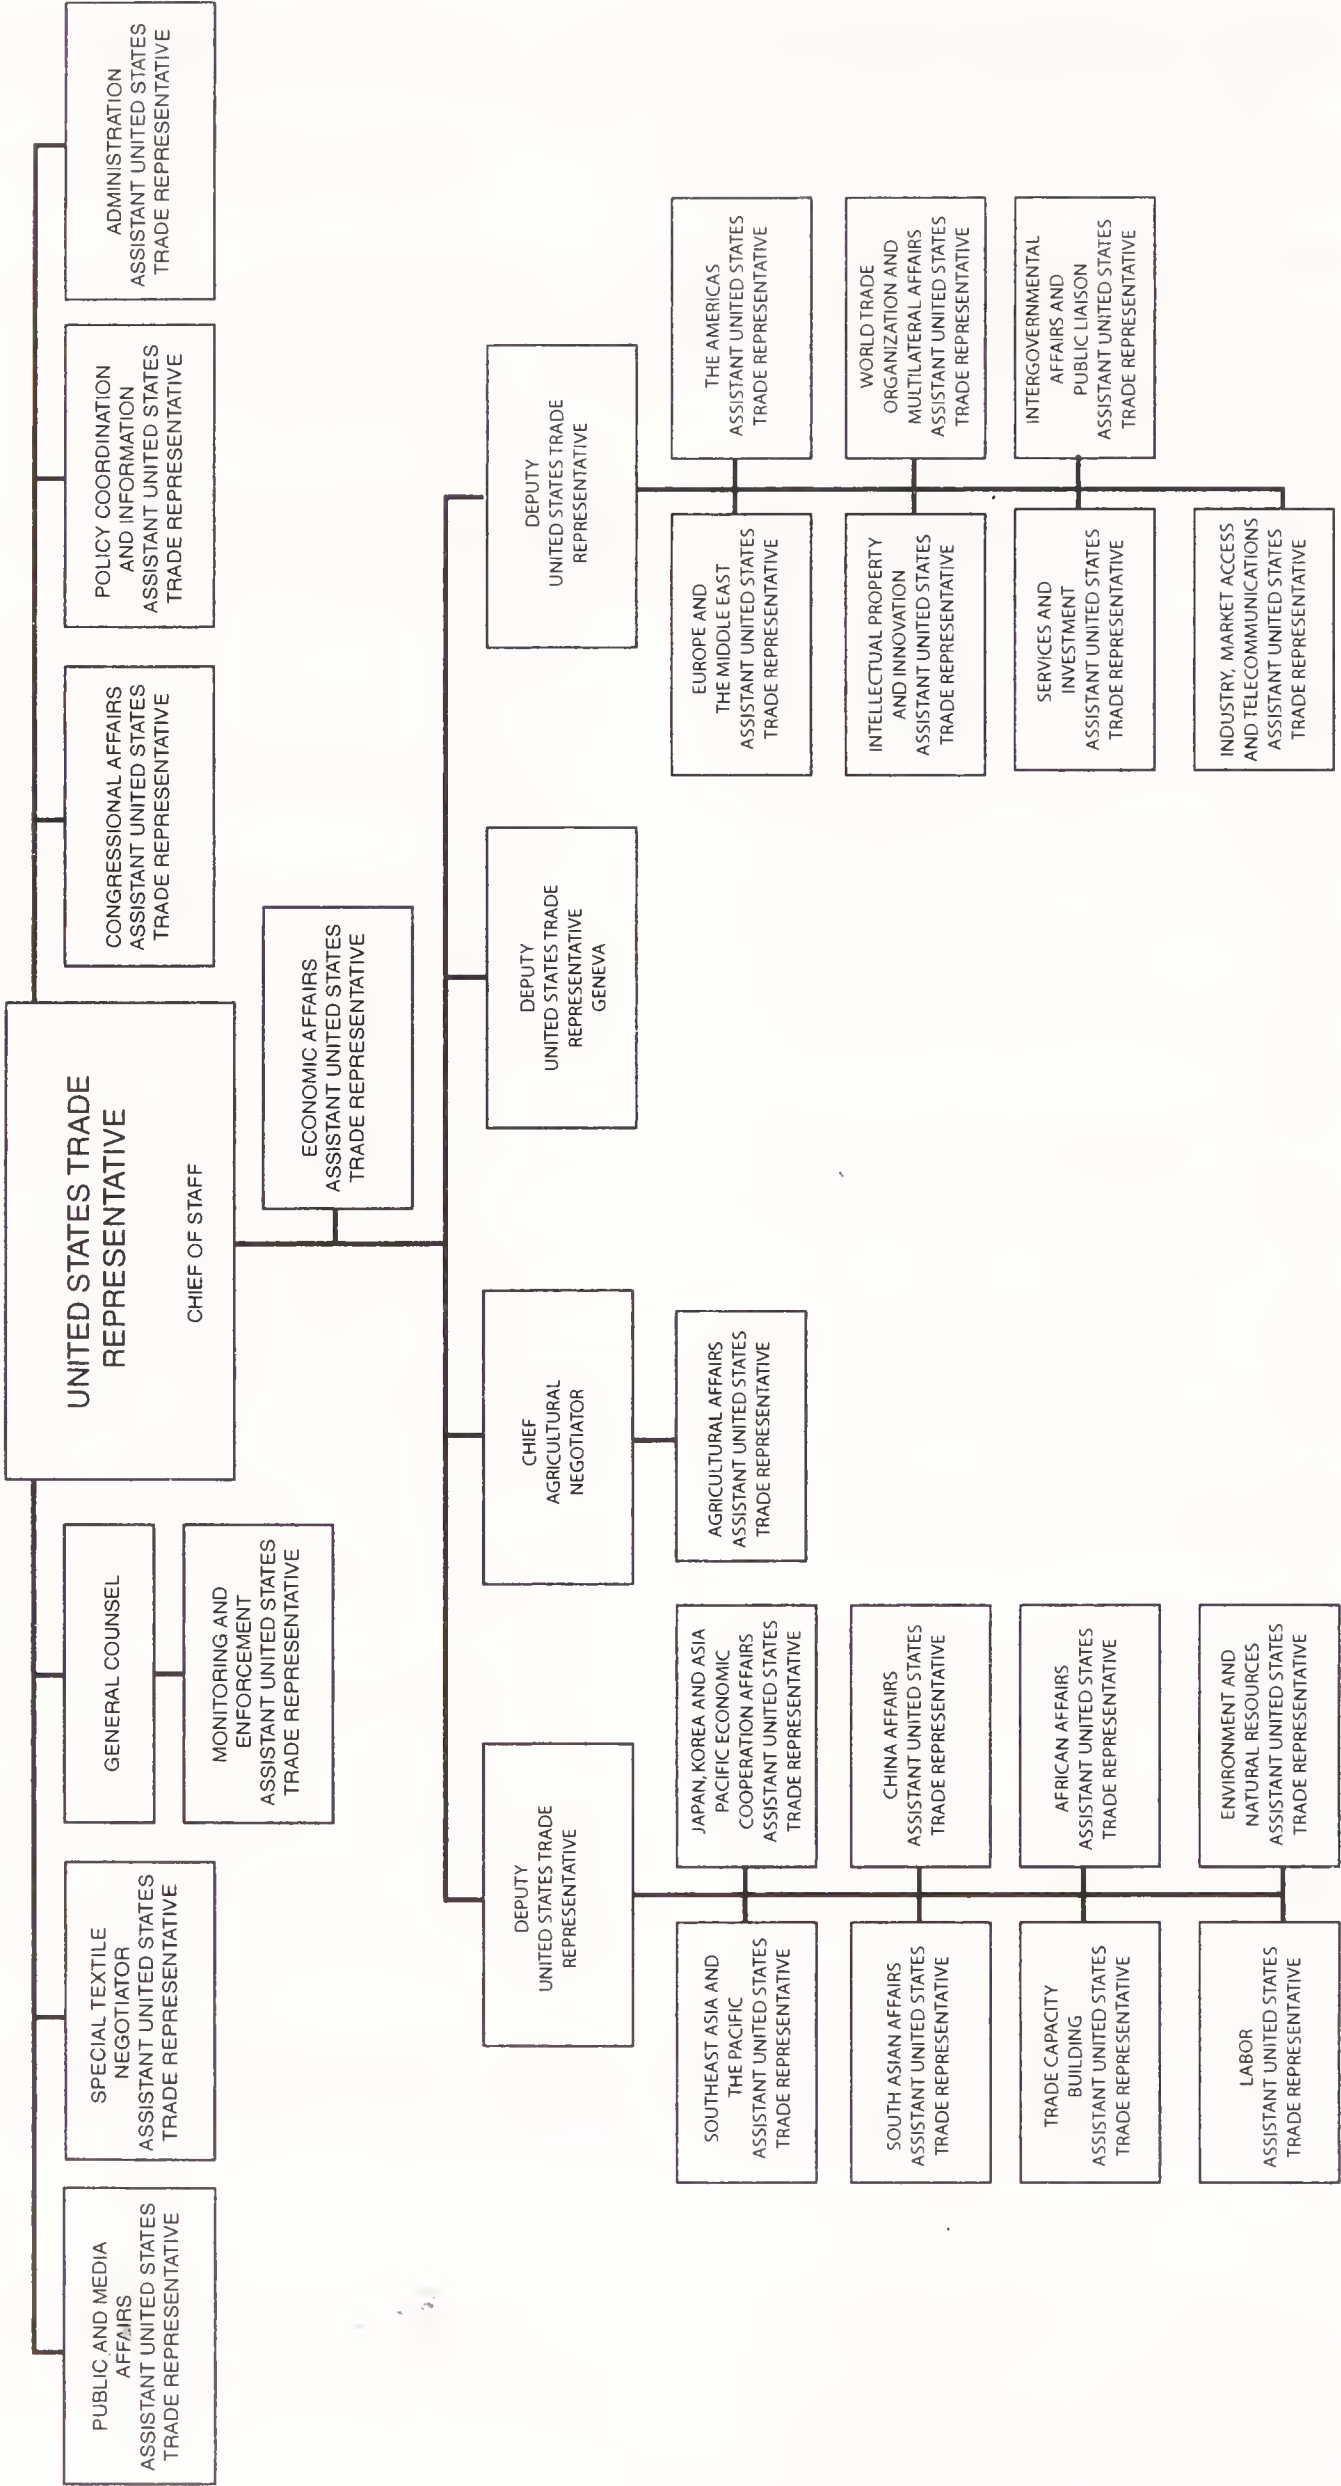 UNITED STATES TRADE
REPRESENTATIVE
CHIEF OF STAFF
PUBLIC AND MEDIA
AFFAIRS
ASSISTANT UNITED STATES
TRADE REPRESENTATIVE
SPECIAL TEXTILE
NEGOTIATOR
ASSISTANT UNITED STATES
TRADE REPRESENTATIVE
GENERAL COUNSEL
MONITORING AND
ENFORCEMENT
ASSISTANT UNITED STATES
TRADE REPRESENTATIVE
CONGRESSIONAL AFFAIRS
ASSISTANT UNITED STATES
TRADE REPRESENTATIVE
POLICY COORDINATION
AND INFORMATION
ASSISTANT UNITED STATES
TRADE REPRESENTATIVE
ADMINISTRATION
ASSISTANT UNITED STATES
TRADE REPRESENTATIVE
ECONOMIC AFFAIRS
ASSISTANT UNITED STATES
TRADE REPRESENTATIVE
DEPUTY
UNITED STATES TRADE
REPRESENTATIVE
CHIEF
AGRICULTURAL
NEGOTIATOR
DEPUTY
UNITED STATES TRADE
REPRESENTATIVE
GENEVA
DEPUTY
UNITED STATES TRADE
REPRESENTATIVE
SOUTHEAST ASIA AND
THE PACIFIC
ASSISTANT UNITED STATES
TRADE REPRESENTATIVE
JAPAN, KOREA AND ASIA
PACIFIC ECONOMIC
COOPERATION AFFAIRS
ASSISTANT UNITED STATES
TRADE REPRESENTATIVE
AGRICULTURAL AFFAIRS
ASSISTANT UNITED STATES
TRADE REPRESENTATIVE
EUROPE AND
THE MIDDLE EAST
ASSISTANT UNITED STATES
TRADE REPRESENTATIVE
THE AMERICAS
ASSISTANT UNITED STATES
TRADE REPRESENTATIVE
SOUTH ASIAN AFFAIRS
ASSISTANT UNITED STATES
TRADE REPRESENTATIVE
CHINA AFFAIRS
ASSISTANT UNITED STATES
TRADE REPRESENTATIVE
INTELLECTUAL PROPERTY
AND INNOVATION
ASSISTANT UNITED STATES
TRADE REPRESENTATIVE
WORLD TRADE
ORGANIZATION AND
MULTILATERAL AFFAIRS
ASSISTANT UNITED STATES
TRADE REPRESENTATIVE
TRADE CAPACITY
BUILDING
ASSISTANT UNITED STATES
TRADE REPRESENTATIVE
AFRICAN AFFAIRS
ASSISTANT UNITED STATES
TRADE REPRESENTATIVE
SERVICES AND
INVESTMENT
ASSISTANT UNITED STATES
TRADE REPRESENTATIVE
INTERGOVERNMENTAL
AFFAIRS AND
PUBLIC LIAISON
ASSISTANT UNITED STATES
TRADE REPRESENTATIVE
LABOR
ASSISTANT UNITED STATES
TRADE REPRESENTATIVE
ENVIRONMENT AND
NATURAL RESOURCES
ASSISTANT UNITED STATES
TRADE REPRESENTATIVE
INDUSTRY, MARKET ACCESS
AND TELECOMMUNICATIONS
ASSISTANT UNITED STATES
TRADE REPRESENTATIVE